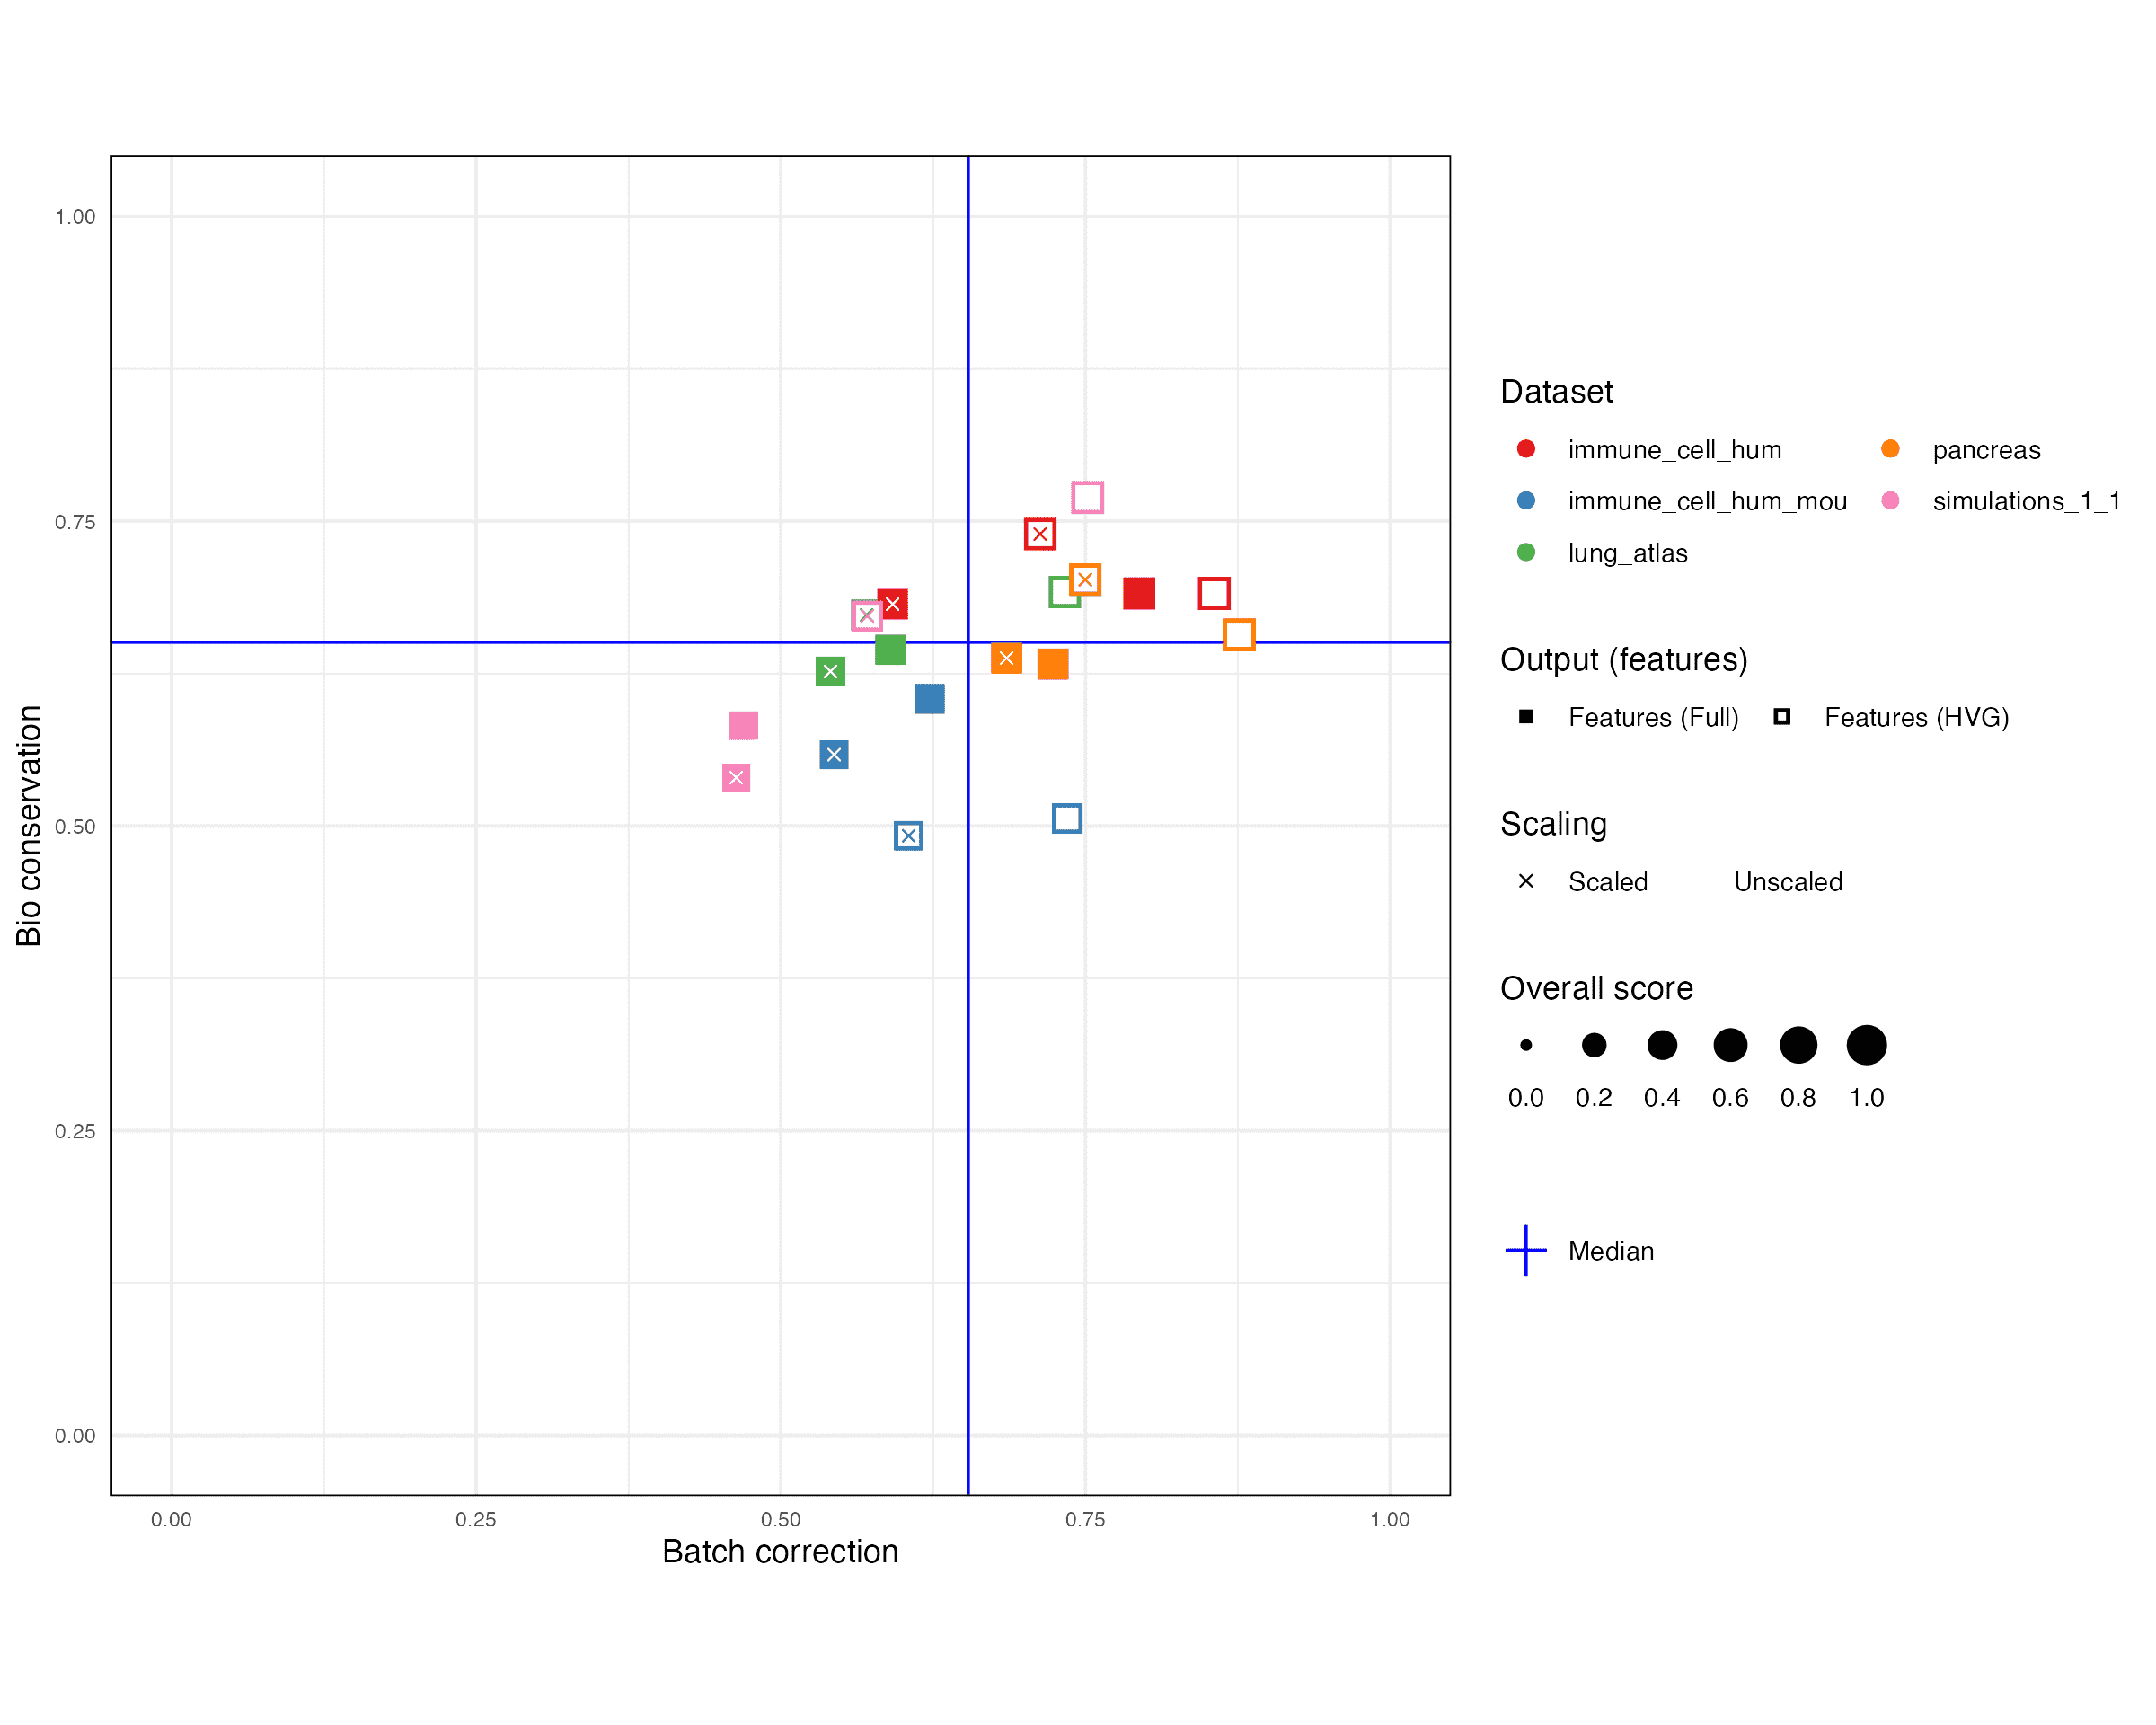 1.00
0.75
0.50
0.25
0.00
Bio conservation
0.00 0.25 0.50 0.75 1.00
Batch correction
Dataset
immune_cell_hum pancreas
immune_cell_hum_mou simulations_1_1
lung_atlas
Output (features)
Features (Full) Features (HVG)
Scaling
Scaled Unscaled
Overall score
0.0 0.2 0.4 0.6 0.8 1.0
Median